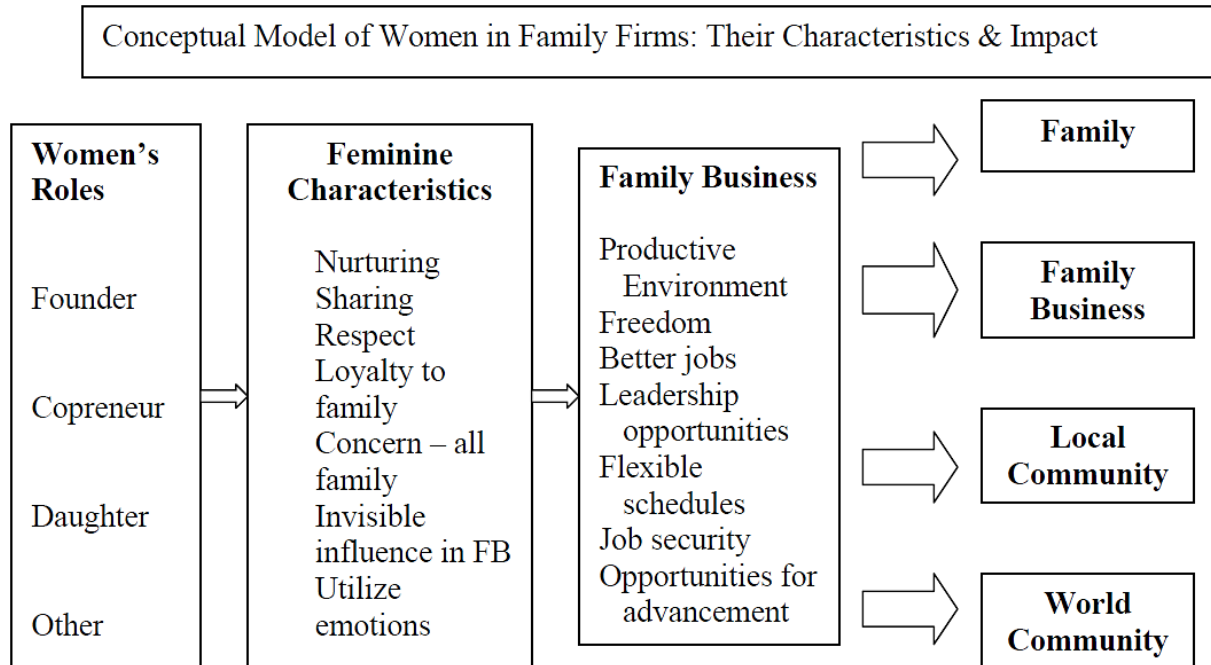 Conceptual Model of Women in Family Firms: Their Characteristics & Impact
Women’s
Roles
Founder
Copreneur
Daughter
Other
Feminine
Characteristics
Nurturing
Sharing
Respect
Loyalty to
family
Concern – all
family
Invisible
influence in FB
Utilize
emotions
Family Business
Productive
Environment
Freedom
Better jobs
Leadership
opportunities
Flexible
schedules
Job security
Opportunities for
advancement
Family
Family
Business
Local
Community
World
Community